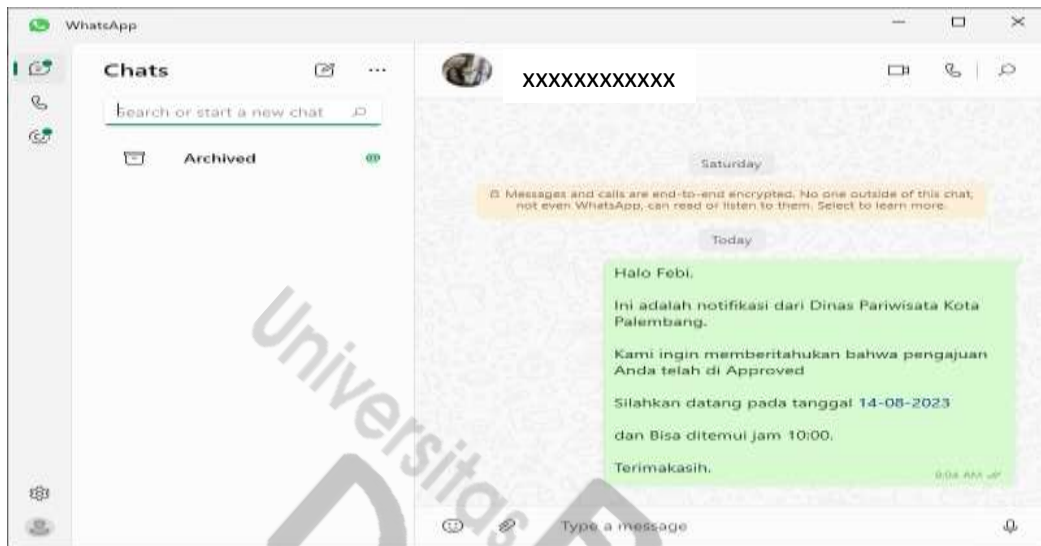 WhatsApp
Chats
XXXXXXXXXXXX
Search or start a new chat
Archived
Saturday
Messages and calls are end-to-end encrypted. No one outside of this chat,
not even WhatsApp, can read or listen to them. Select to learn more.
Today
Halo Febi.
Ini adalah notifikasi dari Dinas Pariwisata Kota
Palembang.
Kami ingin memberitahukan bahwa pengajuan
Anda telah di Approved
Silahkan datang pada tanggal 14-08-2023
dan Bisa ditemui jam 10:00.
Terimakasih.
Type a message
Universitas